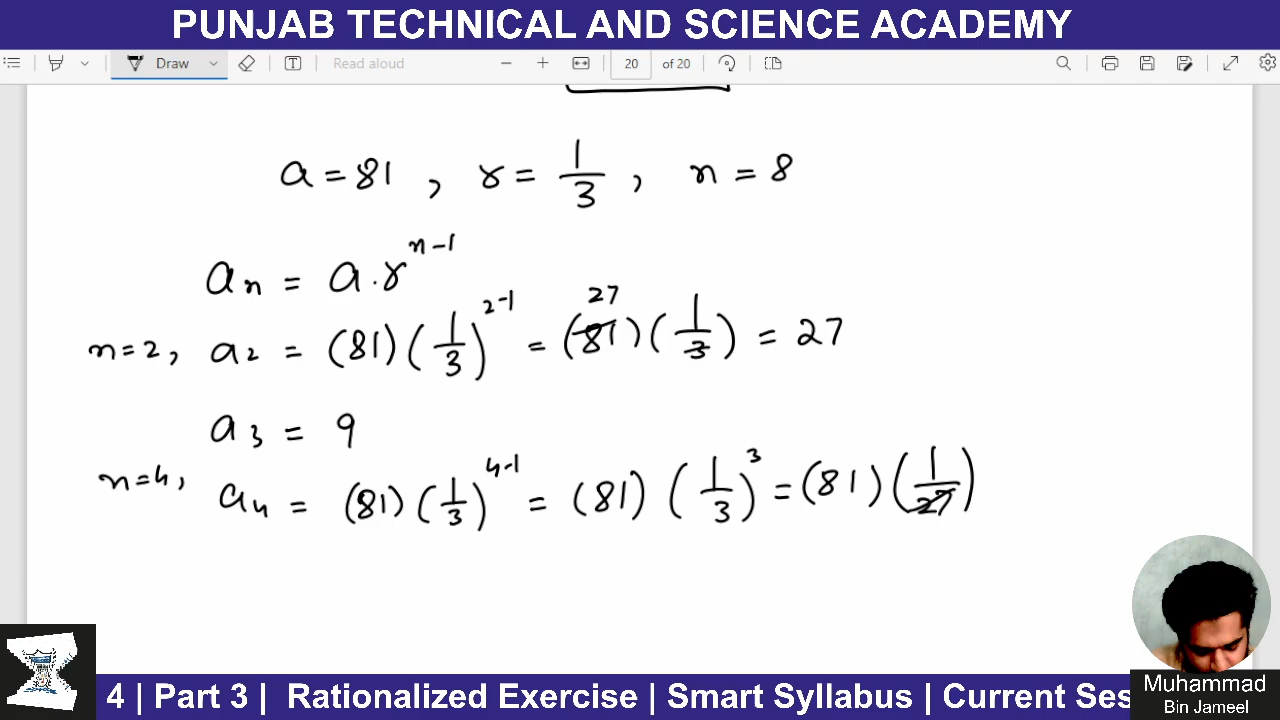 PUNJAB TECHNICAL AND SCIENCE ACADEMY
Draw Read aloud 20 of 20
a = 81 , r = 1/3 , n = 8
aₙ = a.r^(n-1)
n=2, a₂ = (81)(1/3)^(2-1) = (81)(1/3) = 27
27
a₃ = 9
n=4, a₄ = (81)(1/3)^(4-1) = (81)(1/3)^3 = (81)(1/27)
4 | Part 3 | Rationalized Exercise | Smart Syllabus | Current Ses
Muhammad
Bin Jameel